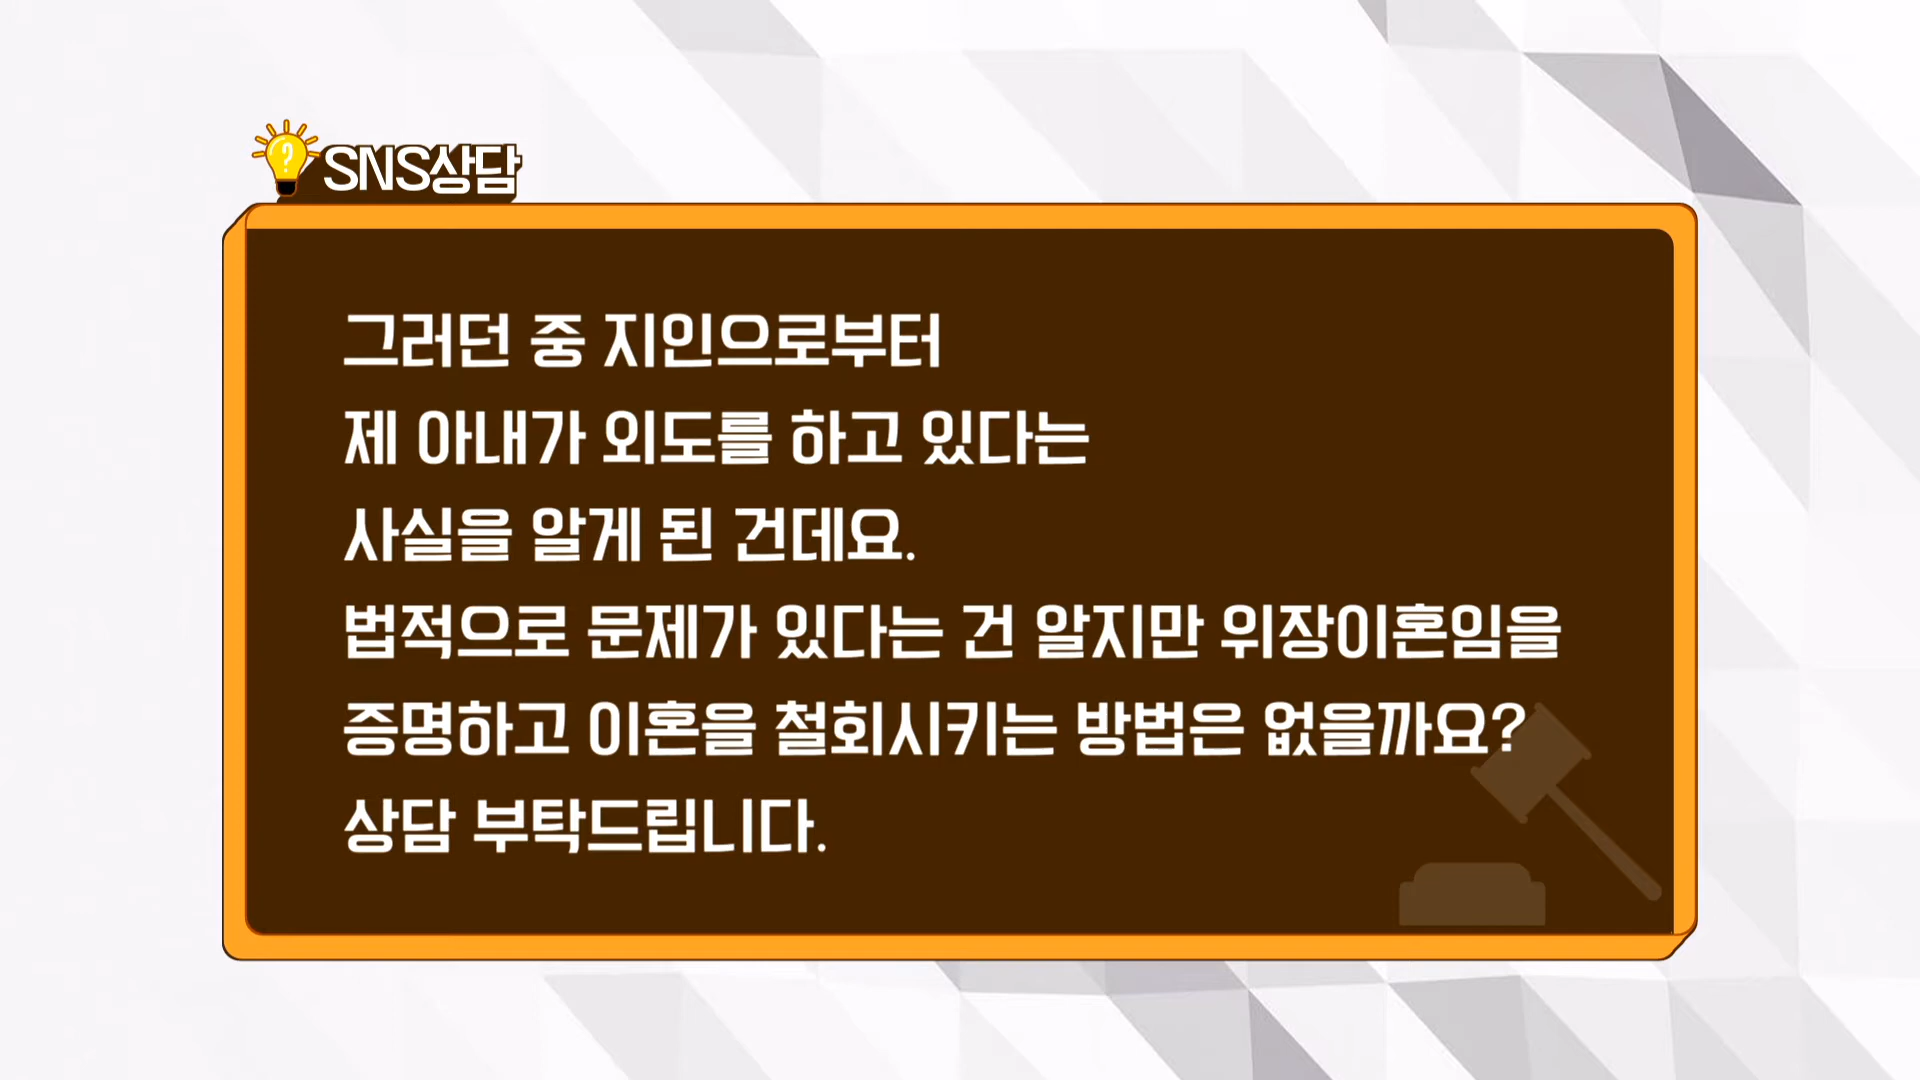 SNS상담
그러던 중 지인으로부터
제 아내가 외도를 하고 있다는
사실을 알게 된 건데요.
법적으로 문제가 있다는 건 알지만 위장이혼임을
증명하고 이혼을 철회시키는 방법은 없을까요?
상담 부탁드립니다.